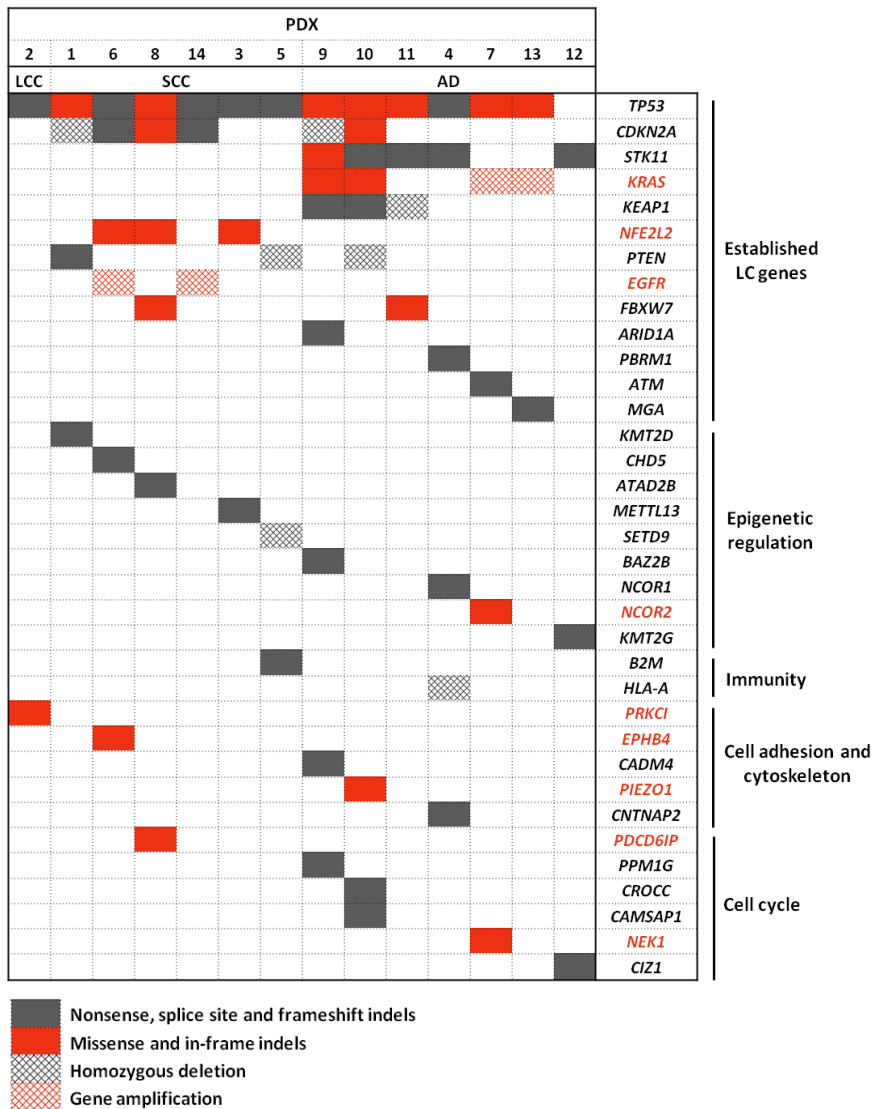 PDX
2 1 6 8 14 3 5 9 10 11 4 7 13 12
LCC SCC AD
TP53
CDKN2A
STK11
KRAS
KEAP1
NFE2L2
PTEN
EGFR
FBXW7
ARID1A
PBRM1
ATM
MGA
Established
LC genes
KMT2D
CHD5
ATAD2B
METTL13
SETD9
BAZ2B
NCOR1
NCOR2
KMT2G
Epigenetic
regulation
B2M
HLA-A
Immunity
PRKCI
EPHB4
CADM4
PIEZO1
CNTNAP2
Cell adhesion and
cytoskeleton
PDCD6IP
PPM1G
CROCC
CAMSAP1
NEK1
CIZ1
Cell cycle
Nonsense, splice site and frameshift indels
Missense and in-frame indels
Homozygous deletion
Gene amplification